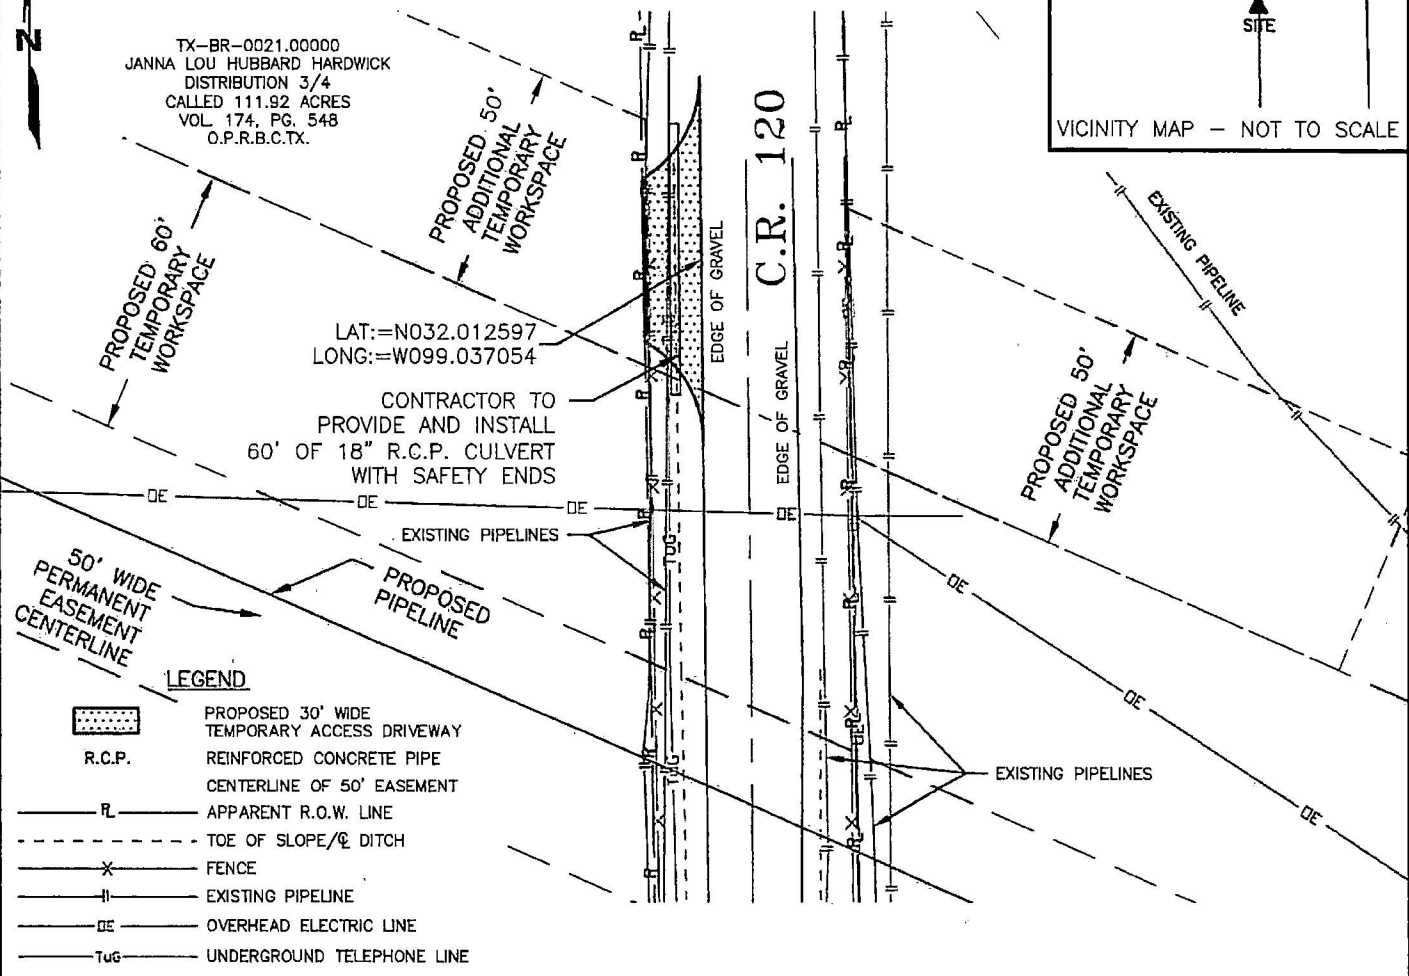 N
TX-BR-0021.00000
JANNA LOU HUBBARD HARDWICK
DISTRIBUTION 3/4
CALLED 111.92 ACRES
VOL 174, PG. 548
O.P.R.B.C.TX.
PROPOSED 50'
ADDITIONAL
TEMPORARY
WORKSPACE
C.R. 120
SITE
VICINITY MAP - NOT TO SCALE
PROPOSED 60'
TEMPORARY
WORKSPACE
EXISTING PIPELINE
EDGE OF GRAVEL
EDGE OF GRAVEL
LAT:=N032.012597
LONG:=W099.037054
CONTRACTOR TO
PROVIDE AND INSTALL
60' OF 18" R.C.P. CULVERT
WITH SAFETY ENDS
PROPOSED 50'
ADDITIONAL
TEMPORARY
WORKSPACE
OE
OE
OE
OE
EXISTING PIPELINES
TUG
50' WIDE
PERMANENT
EASEMENT
CENTERLINE
PROPOSED
PIPELINE
OE
OE
OE
OE
TUG
EXISTING PIPELINES
LEGEND
PROPOSED 30' WIDE
TEMPORARY ACCESS DRIVEWAY
R.C.P. REINFORCED CONCRETE PIPE
CENTERLINE OF 50' EASEMENT
PL APPARENT R.O.W. LINE
TOE OF SLOPE/℄ DITCH
X FENCE
EXISTING PIPELINE
OE OVERHEAD ELECTRIC LINE
TUG UNDERGROUND TELEPHONE LINE